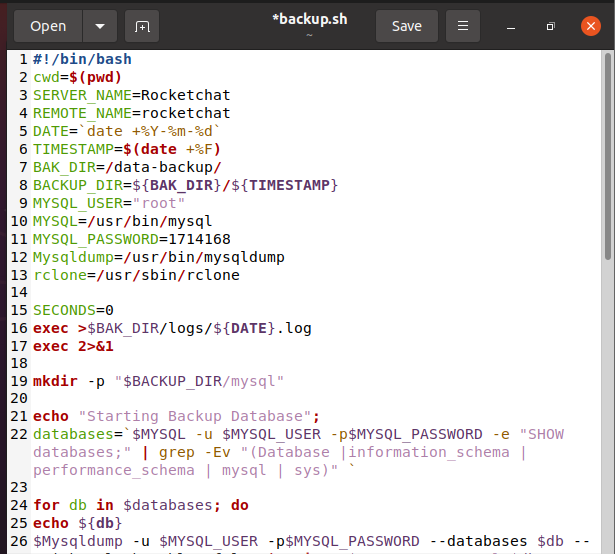 Open
*backup.sh
~
Save
1 #!/bin/bash
2 cwd=$(pwd)
3 SERVER_NAME=Rocketchat
4 REMOTE_NAME=rocketchat
5 DATE=`date +%Y-%m-%d`
6 TIMESTAMP=$(date +%F)
7 BAK_DIR=/data-backup/
8 BACKUP_DIR=${BAK_DIR}/${TIMESTAMP}
9 MYSQL_USER="root"
10 MYSQL=/usr/bin/mysql
11 MYSQL_PASSWORD=1714168
12 Mysqldump=/usr/bin/mysqldump
13 rclone=/usr/sbin/rclone
14
15 SECONDS=0
16 exec >$BAK_DIR/logs/${DATE}.log
17 exec 2>&1
18
19 mkdir -p "$BACKUP_DIR/mysql"
20
21 echo "Starting Backup Database";
22 databases=`$MYSQL -u $MYSQL_USER -p$MYSQL_PASSWORD -e "SHOW
databases;" | grep -Ev "(Database |information_schema |
performance_schema | mysql | sys)" `
23
24 for db in $databases; do
25 echo ${db}
26 $Mysqldump -u $MYSQL_USER -p$MYSQL_PASSWORD --databases $db --